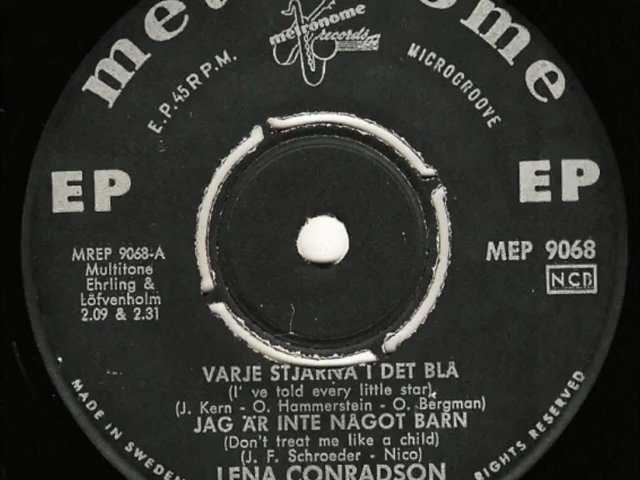 metronome
metronome
records
E.P. 45 R.P.M.
MICROGROOVE
EP
EP
MREP 9068-A
Multitone
Ehrling &
Löfvenholm
2.09 & 2.31
MEP 9068
NCB
VARJE STJÄRNA I DET BLÅ
(I' ve told every little star)
(J. Kern - O. Hammerstein - O. Bergman)
JAG ÄR INTE NÅGOT BARN
(Don't treat me like a child)
(J. F. Schroeder - Nico)
LENA CONRADSON
MADE IN SWEDEN
RIGHTS RESERVED